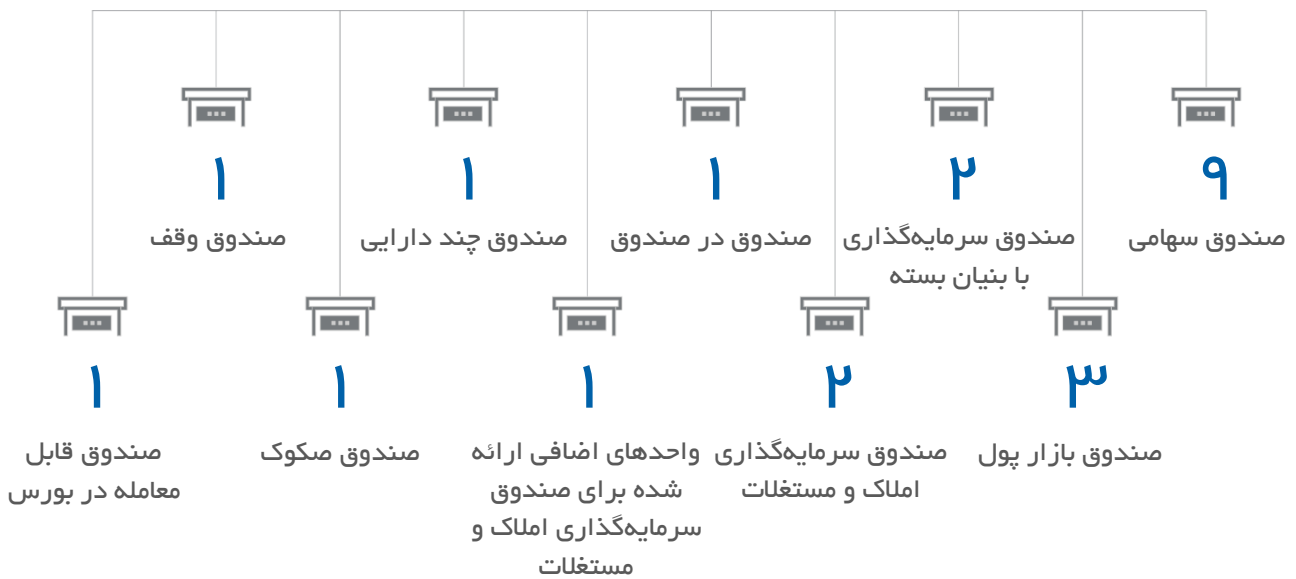 ۹
صندوق سهامی
۲
صندوق سرمایه‌گذاری
با بنیان بسته
۱
صندوق در صندوق
۱
صندوق چند دارایی
۱
صندوق وقف
۳
صندوق بازار پول
۲
صندوق سرمایه‌گذاری
املاک و مستغلات
۱
واحدهای اضافی ارائه
شده برای صندوق
سرمایه‌گذاری املاک و
مستغلات
۱
صندوق صکوک
۱
صندوق قابل
معامله در بورس